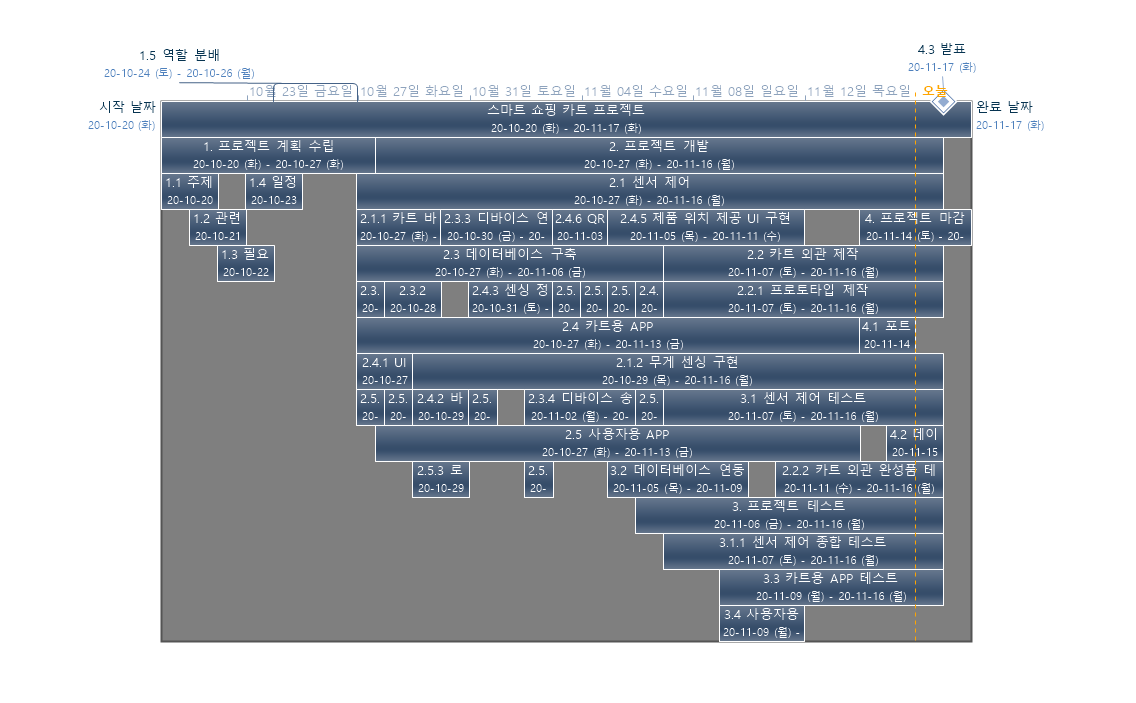 1.5 역할 분배
20-10-24 (토) - 20-10-26 (월)
4.3 발표
20-11-17 (화)
10월 23일 금요일
10월 27일 화요일
10월 31일 토요일
11월 04일 수요일
11월 08일 일요일
11월 12일 목요일
오늘
시작 날짜
20-10-20 (화)
완료 날짜
20-11-17 (화)
스마트 쇼핑 카트 프로젝트
20-10-20 (화) - 20-11-17 (화)
1. 프로젝트 계획 수립
20-10-20 (화) - 20-10-27 (화)
2. 프로젝트 개발
20-10-27 (화) - 20-11-16 (월)
1.1 주제
20-10-20
1.4 일정
20-10-23
2.1 센서 제어
20-10-27 (화) - 20-11-16 (월)
1.2 관련
20-10-21
2.1.1 카트 바
20-10-27 (화) -
2.3.3 디바이스 연
20-10-30 (금) - 20-
2.4.6 QR
20-11-03
2.4.5 제품 위치 제공 UI 구현
20-11-05 (목) - 20-11-11 (수)
4. 프로젝트 마감
20-11-14 (토) - 20-
1.3 필요
20-10-22
2.3 데이터베이스 구축
20-10-27 (화) - 20-11-06 (금)
2.2 카트 외관 제작
20-11-07 (토) - 20-11-16 (월)
2.3.
20-
2.3.2
20-10-28
2.4.3 센싱 정
20-10-31 (토) -
2.5.
20-
2.5.
20-
2.5.
20-
2.4.
20-
2.2.1 프로토타입 제작
20-11-07 (토) - 20-11-16 (월)
2.4 카트용 APP
20-10-27 (화) - 20-11-13 (금)
4.1 포트
20-11-14
2.4.1 UI
20-10-27
2.1.2 무게 센싱 구현
20-10-29 (목) - 20-11-16 (월)
2.5.
20-
2.5.
20-
2.4.2 바
20-10-29
2.5.
20-
2.3.4 디바이스 송
20-11-02 (월) - 20-
2.5.
20-
3.1 센서 제어 테스트
20-11-07 (토) - 20-11-16 (월)
2.5 사용자용 APP
20-10-27 (화) - 20-11-13 (금)
4.2 데이
20-11-15
2.5.3 로
20-10-29
2.5.
20-
3.2 데이터베이스 연동
20-11-05 (목) - 20-11-09
2.2.2 카트 외관 완성품 테
20-11-11 (수) - 20-11-16 (월)
3. 프로젝트 테스트
20-11-06 (금) - 20-11-16 (월)
3.1.1 센서 제어 종합 테스트
20-11-07 (토) - 20-11-16 (월)
3.3 카트용 APP 테스트
20-11-09 (월) - 20-11-16 (월)
3.4 사용자용
20-11-09 (월) -